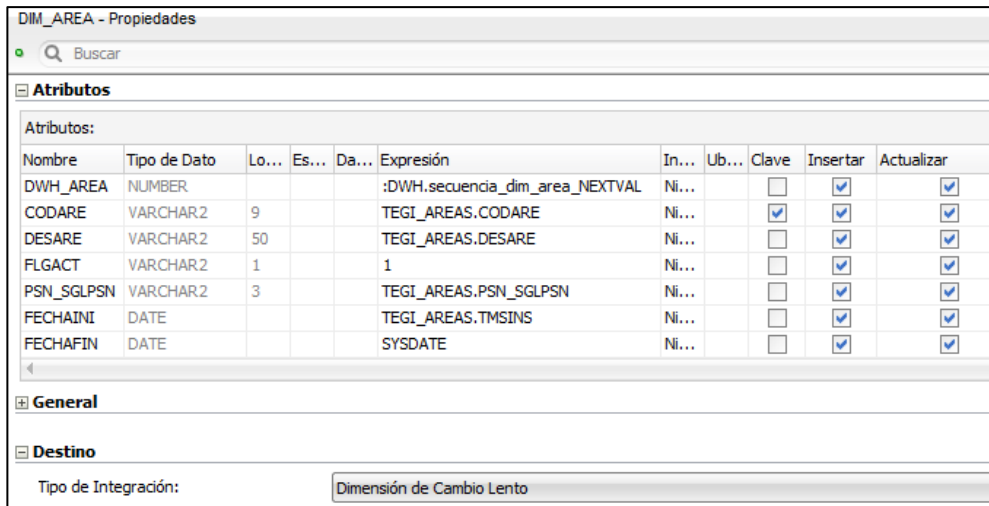 DIM_AREA - Propiedades
Buscar
Atributos
Atributos:
Nombre Tipo de Dato Lo... Es... Da... Expresión In... Ub... Clave Insertar Actualizar
DWH_AREA NUMBER :DWH.secuencia_dim_area_NEXTVAL Ni...
CODARE VARCHAR2 9 TEGI_AREAS.CODARE Ni...
DESARE VARCHAR2 50 TEGI_AREAS.DESARE Ni...
FLGACT VARCHAR2 1 1 Ni...
PSN_SGLPSN VARCHAR2 3 TEGI_AREAS.PSN_SGLPSN Ni...
FECHAINI DATE TEGI_AREAS.TMSINS Ni...
FECHAFIN DATE SYSDATE Ni...
General
Destino
Tipo de Integración: Dimensión de Cambio Lento